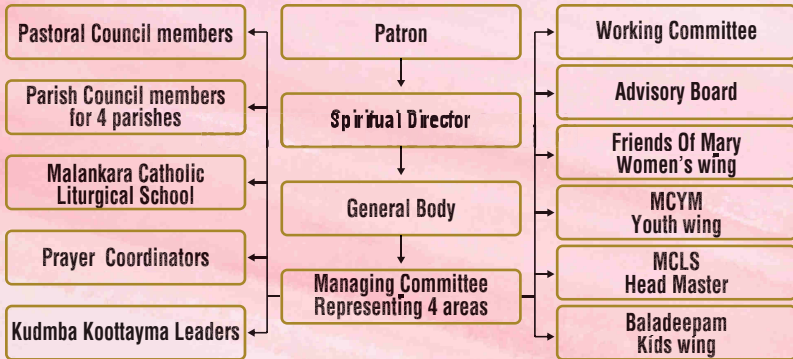 Pastoral Council members
Parish Council members
for 4 parishes
Malankara Catholic
Liturgical School
Prayer Coordinators
Kudmba Koottayma Leaders
Patron
Spiritual Director
General Body
Managing Committee
Representing 4 areas
Working Committee
Advisory Board
Friends Of Mary
Women's wing
MCYM
Youth wing
MCLS
Head Master
Baladeepam
Kids wing